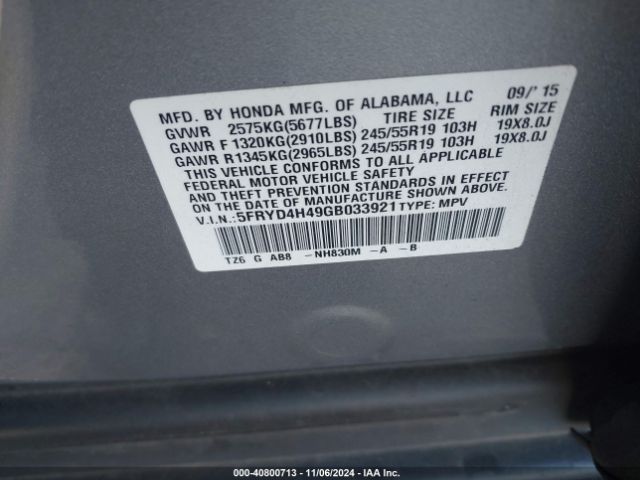 MFD. BY HONDA MFG. OF ALABAMA, LLC 09/' 15
GVWR 2575KG(5677LBS) TIRE SIZE RIM SIZE
GAWR F 1320KG(2910LBS) 245/55R19 103H 19X8.0J
GAWR R1345KG(2965LBS) 245/55R19 103H 19X8.0J
THIS VEHICLE CONFORMS TO ALL APPLICABLE
FEDERAL MOTOR VEHICLE SAFETY
AND THEFT PREVENTION STANDARDS IN EFFECT
ON THE DATE OF MANUFACTURE SHOWN ABOVE.
V.I.N.: 5FRYD4H49GB033921 TYPE: MPV
TZ6 G AB8 -NH830M -A -B
000-40800713 - 11/06/2024 - IAA Inc.